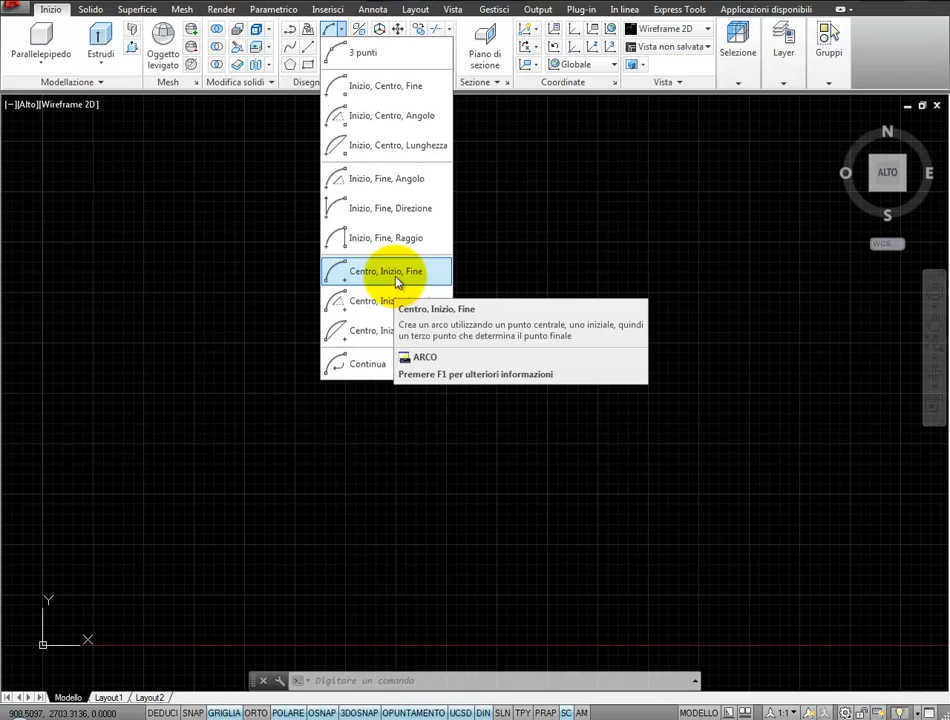 Inizio Solido Superficie Mesh Render Parametrico Inserisci Annota Layout Vista Gestisci Output Plug-in In linea Express Tools Applicazioni disponibili
Wireframe 2D
Vista non salvata
Globale
Parallelepipedo Estrudi Oggetto levigato Piano di sezione Selezione Layer Gruppi
Modellazione Mesh Modifica solidi Disegn Sezione Coordinate Vista
[−][Alto][Wireframe 2D]
3 punti
Inizio, Centro, Fine
Inizio, Centro, Angolo
Inizio, Centro, Lunghezza
Inizio, Fine, Angolo
Inizio, Fine, Direzione
Inizio, Fine, Raggio
Centro, Inizio, Fine
Centro, Iniz
Centro, Iniz
Continua
Centro, Inizio, Fine
Crea un arco utilizzando un punto centrale, uno iniziale, quindi
un terzo punto che determina il punto finale
ARCO
Premere F1 per ulteriori informazioni
N
O ALTO E
S
WCS
Y
X
Digitare un comando
Modello Layout1 Layout2
908.5097, 2703.3136, 0.0000 DEDUCI SNAP GRIGLIA ORTO POLARE OSNAP 3DOSNAP OPUNTAMENTO UCSD DIN SLN TPY PRAP SC AM MODELLO 1:1